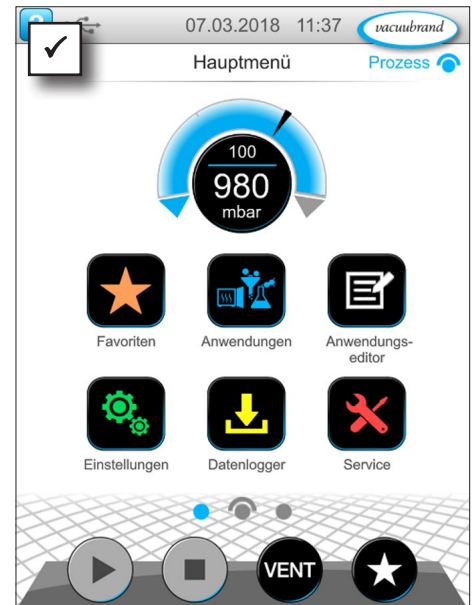 07.03.2018 11:37 vacuubrand
Hauptmenü Prozess
100
980
mbar
Favoriten Anwendungen Anwendungs-
editor
Einstellungen Datenlogger Service
VENT